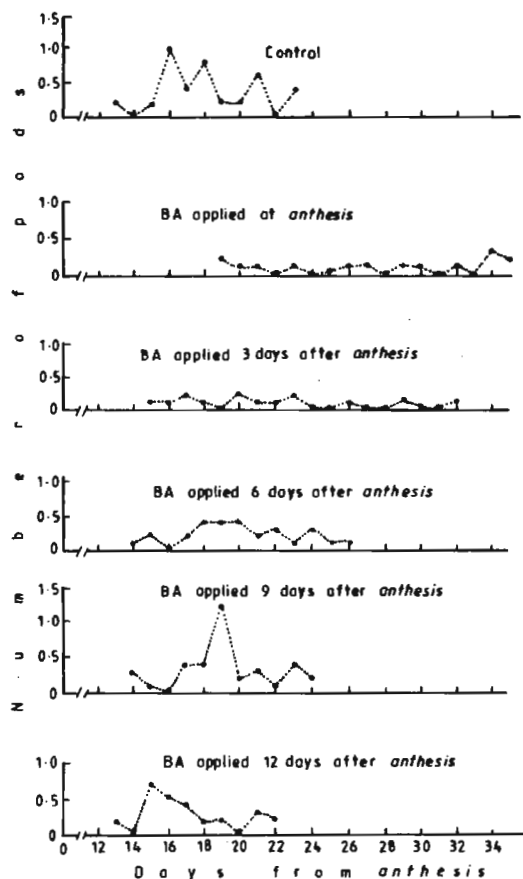 Number of pods
1·5
Control
1·0
0·5
0
BA applied at anthesis
1·0
0·5
0
BA applied 3 days after anthesis
1·0
0·5
0
BA applied 6 days after anthesis
1·0
0·5
0
1·5
BA applied 9 days after anthesis
1·0
0·5
0
BA applied 12 days after anthesis
1·0
0·5
0
0 12 14 16 18 20 22 24 26 28 30 32 34
Days from anthesis